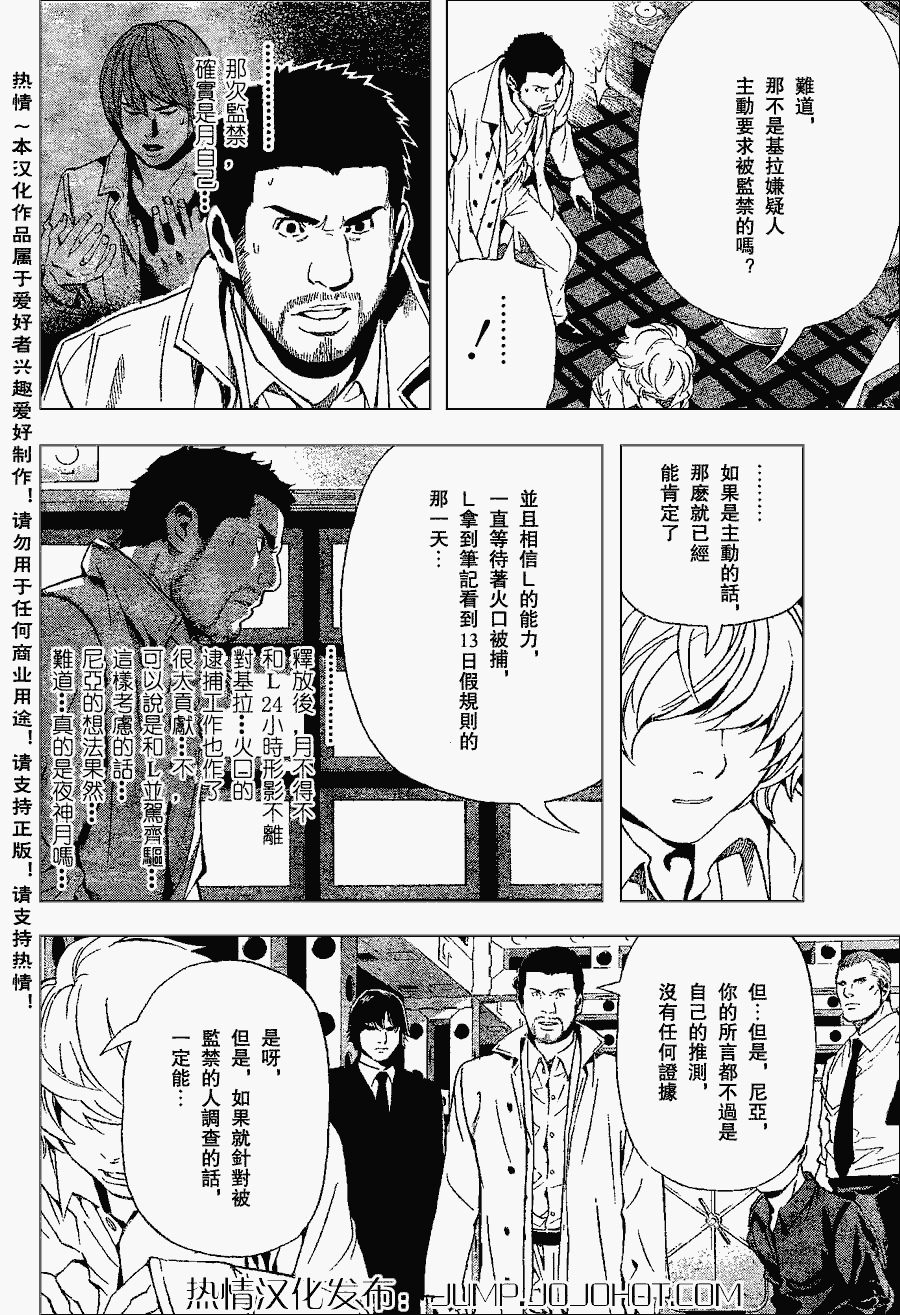 難道，
那不是基拉嫌疑人
主動要求被監禁的嗎？
……
！
………
那次監禁，
確實是月自己…
………
如果是主動的話，
那麼就已經
能肯定了
並且相信L的能力，
一直等待著火口被捕，
L拿到筆記看到13日假規則的
那一天…
………
釋放後，月不得不
和L24小時形影不離
對基拉…火口的
逮捕工作也作了
很大貢獻…不，
可以說是和L並駕齊驅…
這樣考慮的話…
尼亞的想法果然…
難道…真的是夜神月嗎…
但…但是，尼亞，
你的所言都不過是
自己的推測，
沒有任何證據
是呀，
但是，如果就針對被
監禁的人調查的話，
一定能…
热情～本汉化作品属于爱好者兴趣爱好制作！请勿用于任何商业用途！请支持正版！请支持热情！
热情汉化发布：JUMP.JOJOHOT.COM